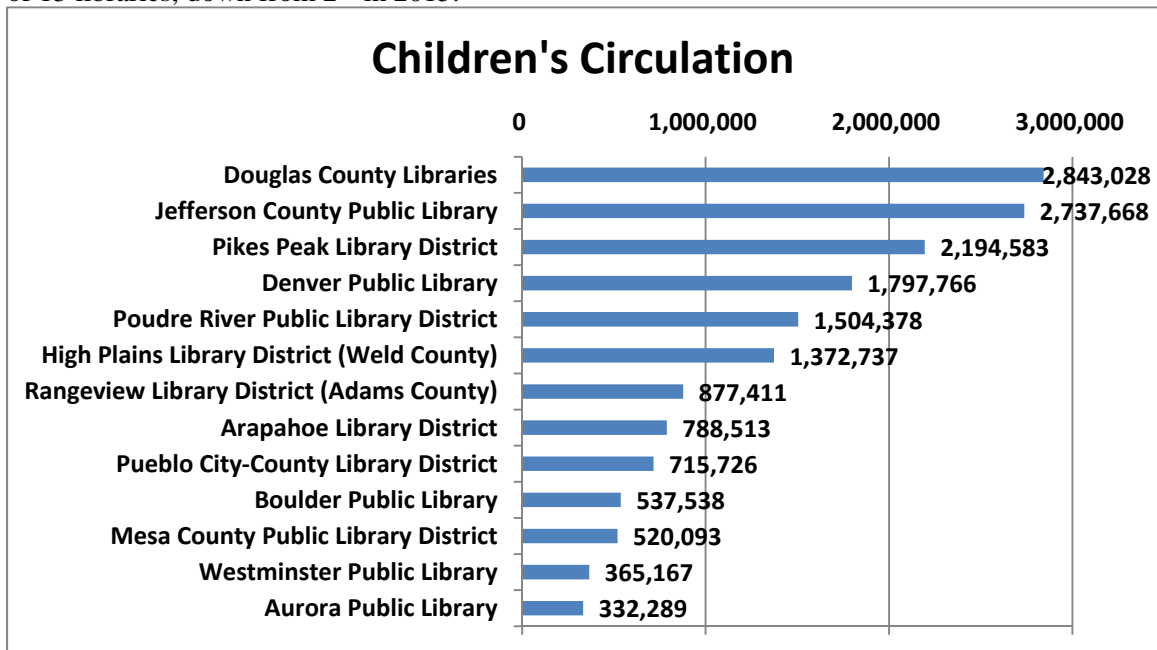 Children's Circulation
0 1,000,000 2,000,000 3,000,000
Douglas County Libraries 2,843,028
Jefferson County Public Library 2,737,668
Pikes Peak Library District 2,194,583
Denver Public Library 1,797,766
Poudre River Public Library District 1,504,378
High Plains Library District (Weld County) 1,372,737
Rangeview Library District (Adams County) 877,411
Arapahoe Library District 788,513
Pueblo City-County Library District 715,726
Boulder Public Library 537,538
Mesa County Public Library District 520,093
Westminster Public Library 365,167
Aurora Public Library 332,289